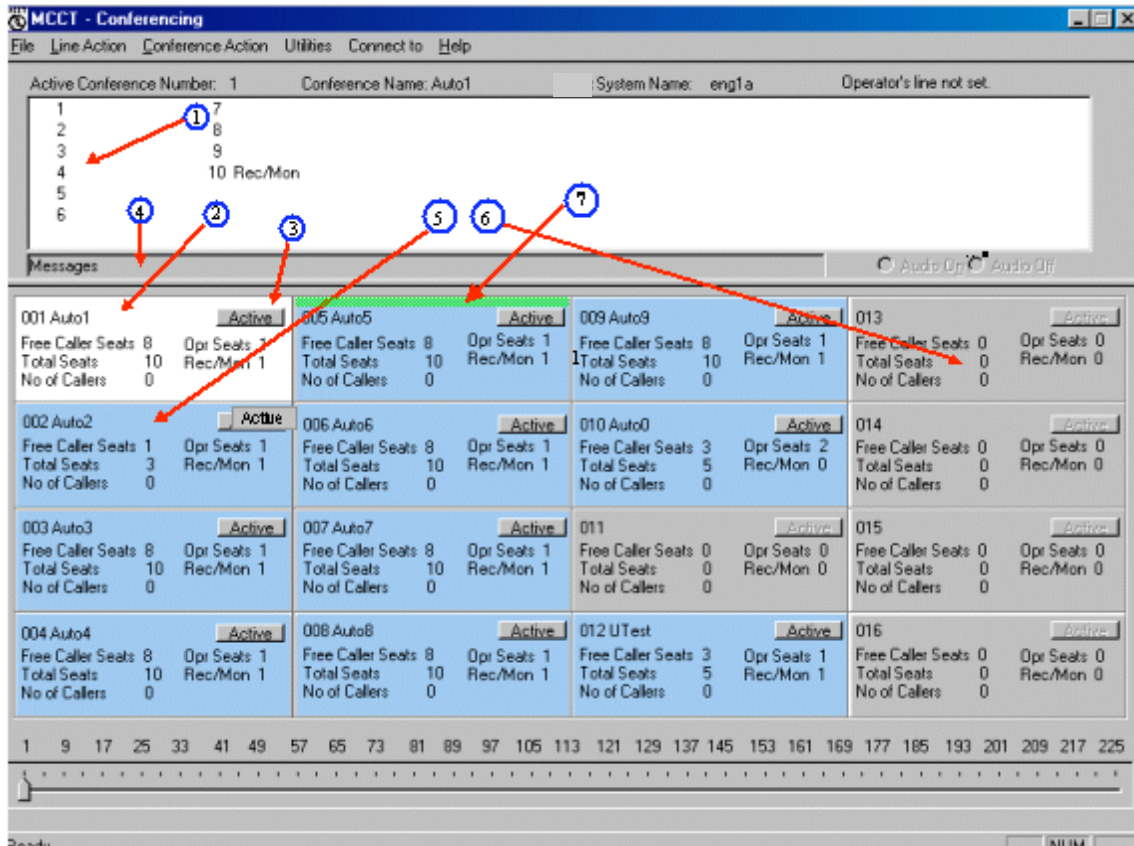 MCCT - Conferencing
File Line Action Conference Action Utilities Connect to Help
Active Conference Number: 1 Conference Name: Auto1 : System Name: eng1a Operator's line not set.
1 7
2 8
3 9
4 10 Rec/Mon
5
6
1
4 2 3 5 6 7
Messages Audio On Audio Off
001 Auto1 Active
Free Caller Seats 8 Opr Seats 1
Total Seats 10 Rec/Mon 1
No of Callers 0
005 Auto5 Active
Free Caller Seats 8 Opr Seats 1
Total Seats 10 Rec/Mon 1
No of Callers 0
009 Auto9 Active
Free Caller Seats 8 Opr Seats 1
1 Total Seats 10 Rec/Mon 1
No of Callers 0
013 Active
Free Caller Seats 0 Opr Seats 0
Total Seats 0 Rec/Mon 0
No of Callers 0
002 Auto2 Active
Free Caller Seats 1 Opr Seats 1
Total Seats 3 Rec/Mon 1
No of Callers 0
006 Auto6 Active
Free Caller Seats 8 Opr Seats 1
Total Seats 10 Rec/Mon 1
No of Callers 0
010 Auto0 Active
Free Caller Seats 3 Opr Seats 2
Total Seats 5 Rec/Mon 0
No of Callers 0
014 Active
Free Caller Seats 0 Opr Seats 0
Total Seats 0 Rec/Mon 0
No of Callers 0
003 Auto3 Active
Free Caller Seats 8 Opr Seats 1
Total Seats 10 Rec/Mon 1
No of Callers 0
007 Auto7 Active
Free Caller Seats 8 Opr Seats 1
Total Seats 10 Rec/Mon 1
No of Callers 0
011 Active
Free Caller Seats 0 Opr Seats 0
Total Seats 0 Rec/Mon 0
No of Callers 0
015 Active
Free Caller Seats 0 Opr Seats 0
Total Seats 0 Rec/Mon 0
No of Callers 0
004 Auto4 Active
Free Caller Seats 8 Opr Seats 1
Total Seats 10 Rec/Mon 1
No of Callers 0
008 Auto8 Active
Free Caller Seats 8 Opr Seats 1
Total Seats 10 Rec/Mon 1
No of Callers 0
012 UTest Active
Free Caller Seats 3 Opr Seats 1
Total Seats 5 Rec/Mon 1
No of Callers 0
016 Active
Free Caller Seats 0 Opr Seats 0
Total Seats 0 Rec/Mon 0
No of Callers 0
1 9 17 25 33 41 49 57 65 73 81 89 97 105 113 121 129 137 145 153 161 169 177 185 193 201 209 217 225
Ready NUM